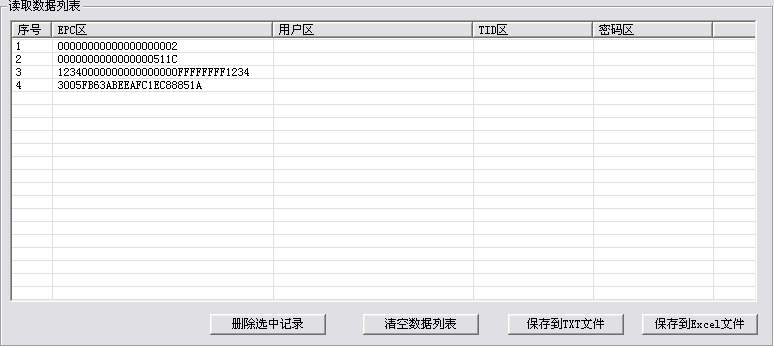 读取数据列表
序号 EPC区 用户区 TID区 密码区
1 00000000000000000002
2 0000000000000000511C
3 12340000000000000000FFFFFFFF1234
4 3005FB63ABEEAFC1EC88851A
删除选中记录 清空数据列表 保存到TXT文件 保存到Excel文件